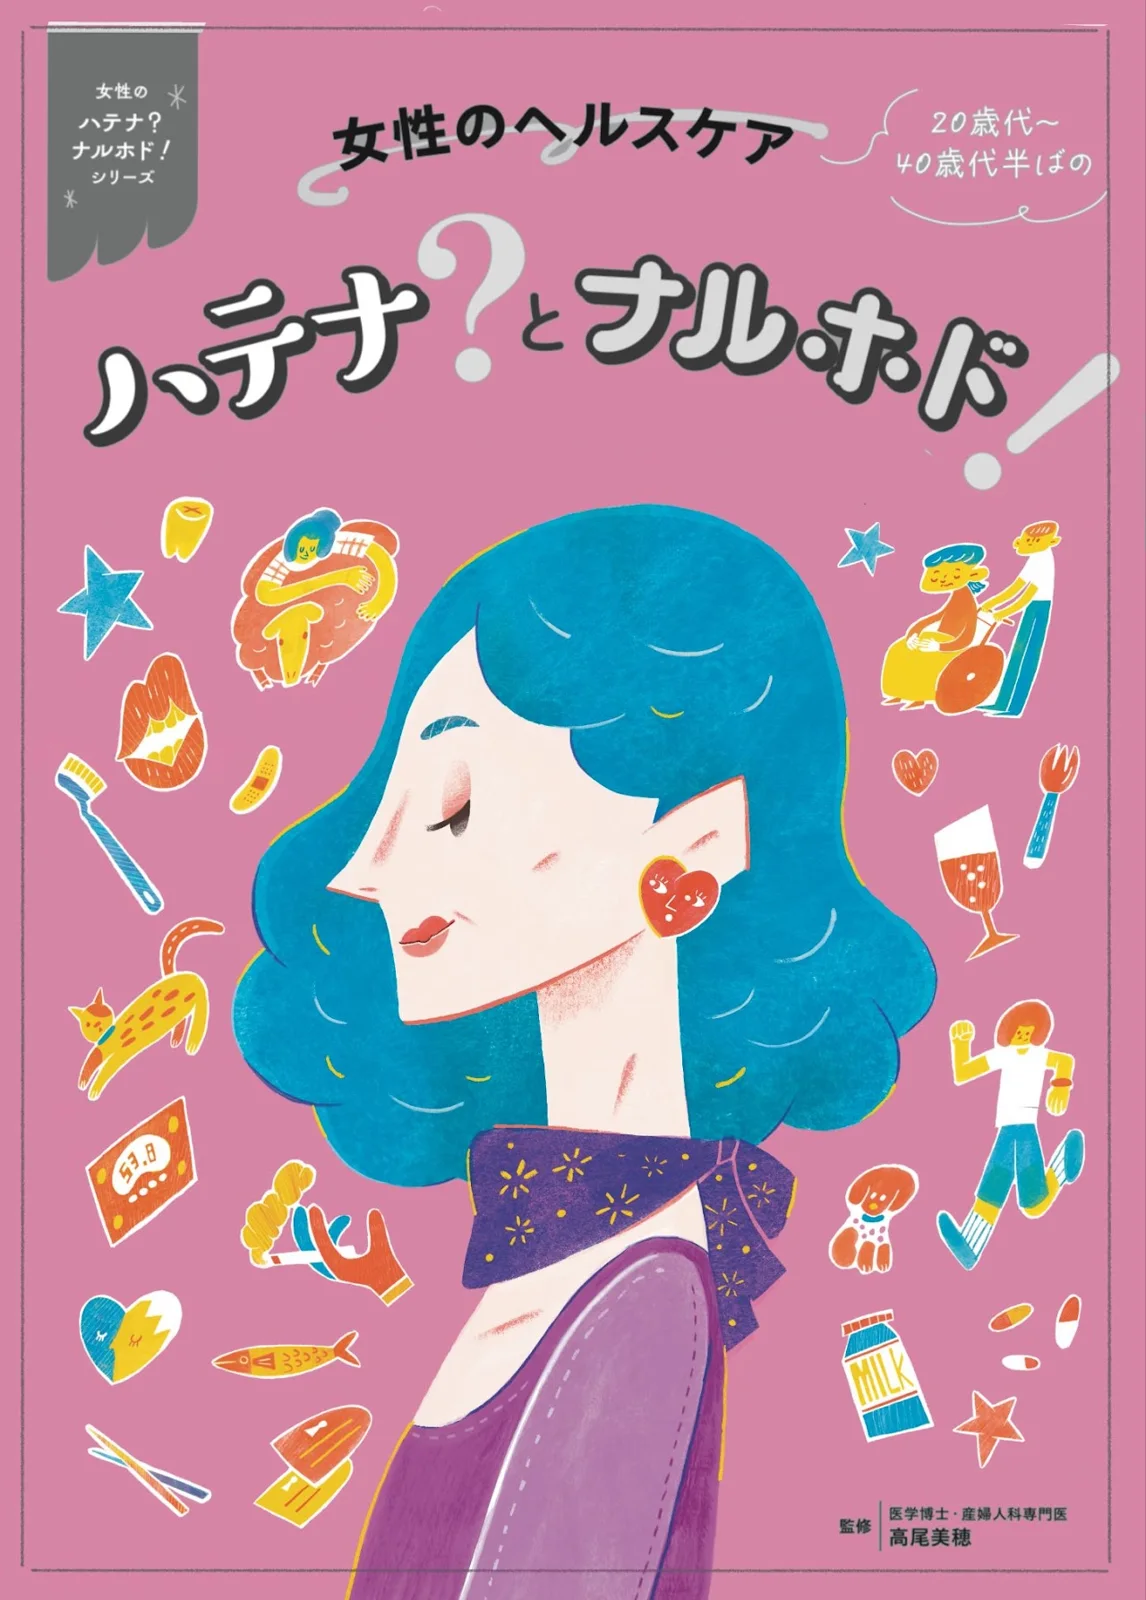 女性の
ハテナ?
ナルホド!
シリーズ
女性のヘルスケア
20歳代～
40歳代半ばの
ハテナ?とナルホド!
53.8
MILK
監修
医学博士・産婦人科専門医
高尾美穂